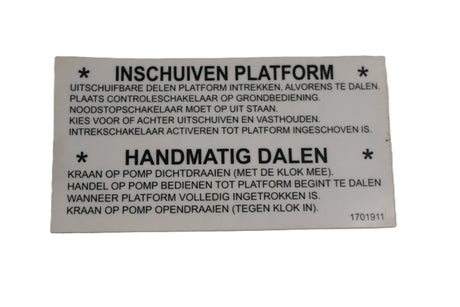 * INSCHUIVEN PLATFORM *
UITSCHUIFBARE DELEN PLATFORM INTREKKEN, ALVORENS TE DALEN.
PLAATS CONTROLESCHAKELAAR OP GRONDBEDIENING.
NOODSTOPSCHAKELAAR MOET OP UIT STAAN.
KIES VOOR OF ACHTER UITSCHUIVEN EN VASTHOUDEN.
INTREKSCHAKELAAR ACTIVEREN TOT PLATFORM INGESCHOVEN IS.
* HANDMATIG DALEN *
KRAAN OP POMP DICHTDRAAIEN (MET DE KLOK MEE).
HANDEL OP POMP BEDIENEN TOT PLATFORM BEGINT TE DALEN
WANNEER PLATFORM VOLLEDIG INGETROKKEN IS.
KRAAN OP POMP OPENDRAAIEN (TEGEN KLOK IN).
1701911